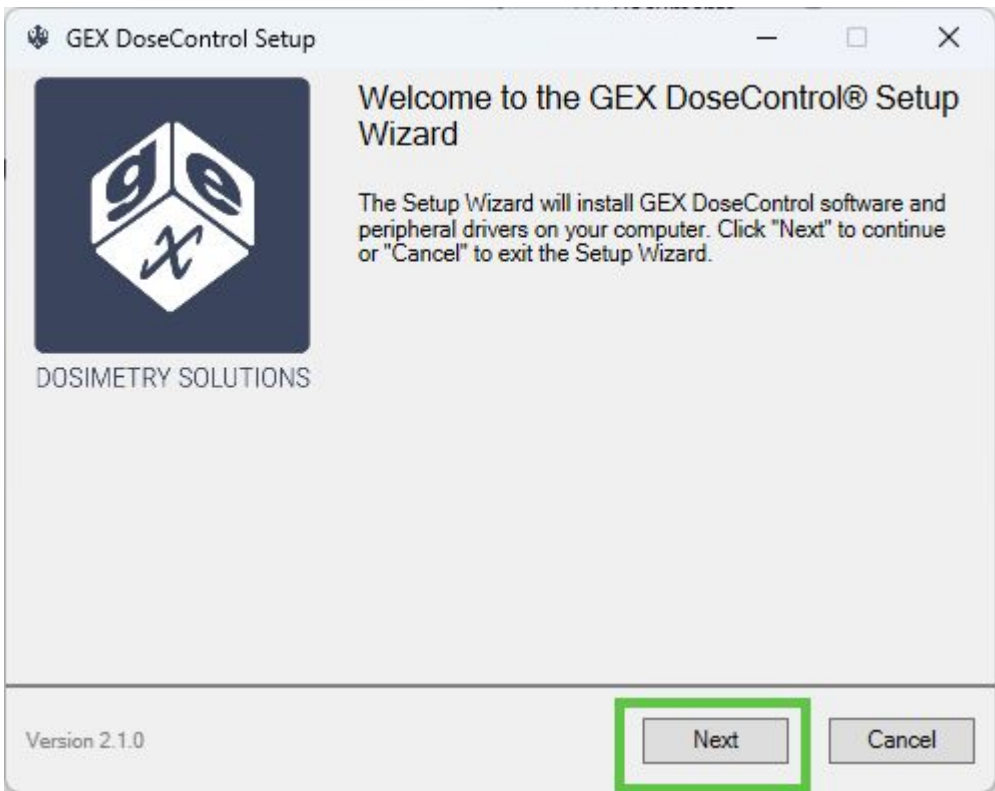 GEX DoseControl Setup
g e x
DOSIMETRY SOLUTIONS
Welcome to the GEX DoseControl® Setup
Wizard
The Setup Wizard will install GEX DoseControl software and
peripheral drivers on your computer. Click "Next" to continue
or "Cancel" to exit the Setup Wizard.
Version 2.1.0
Next
Cancel